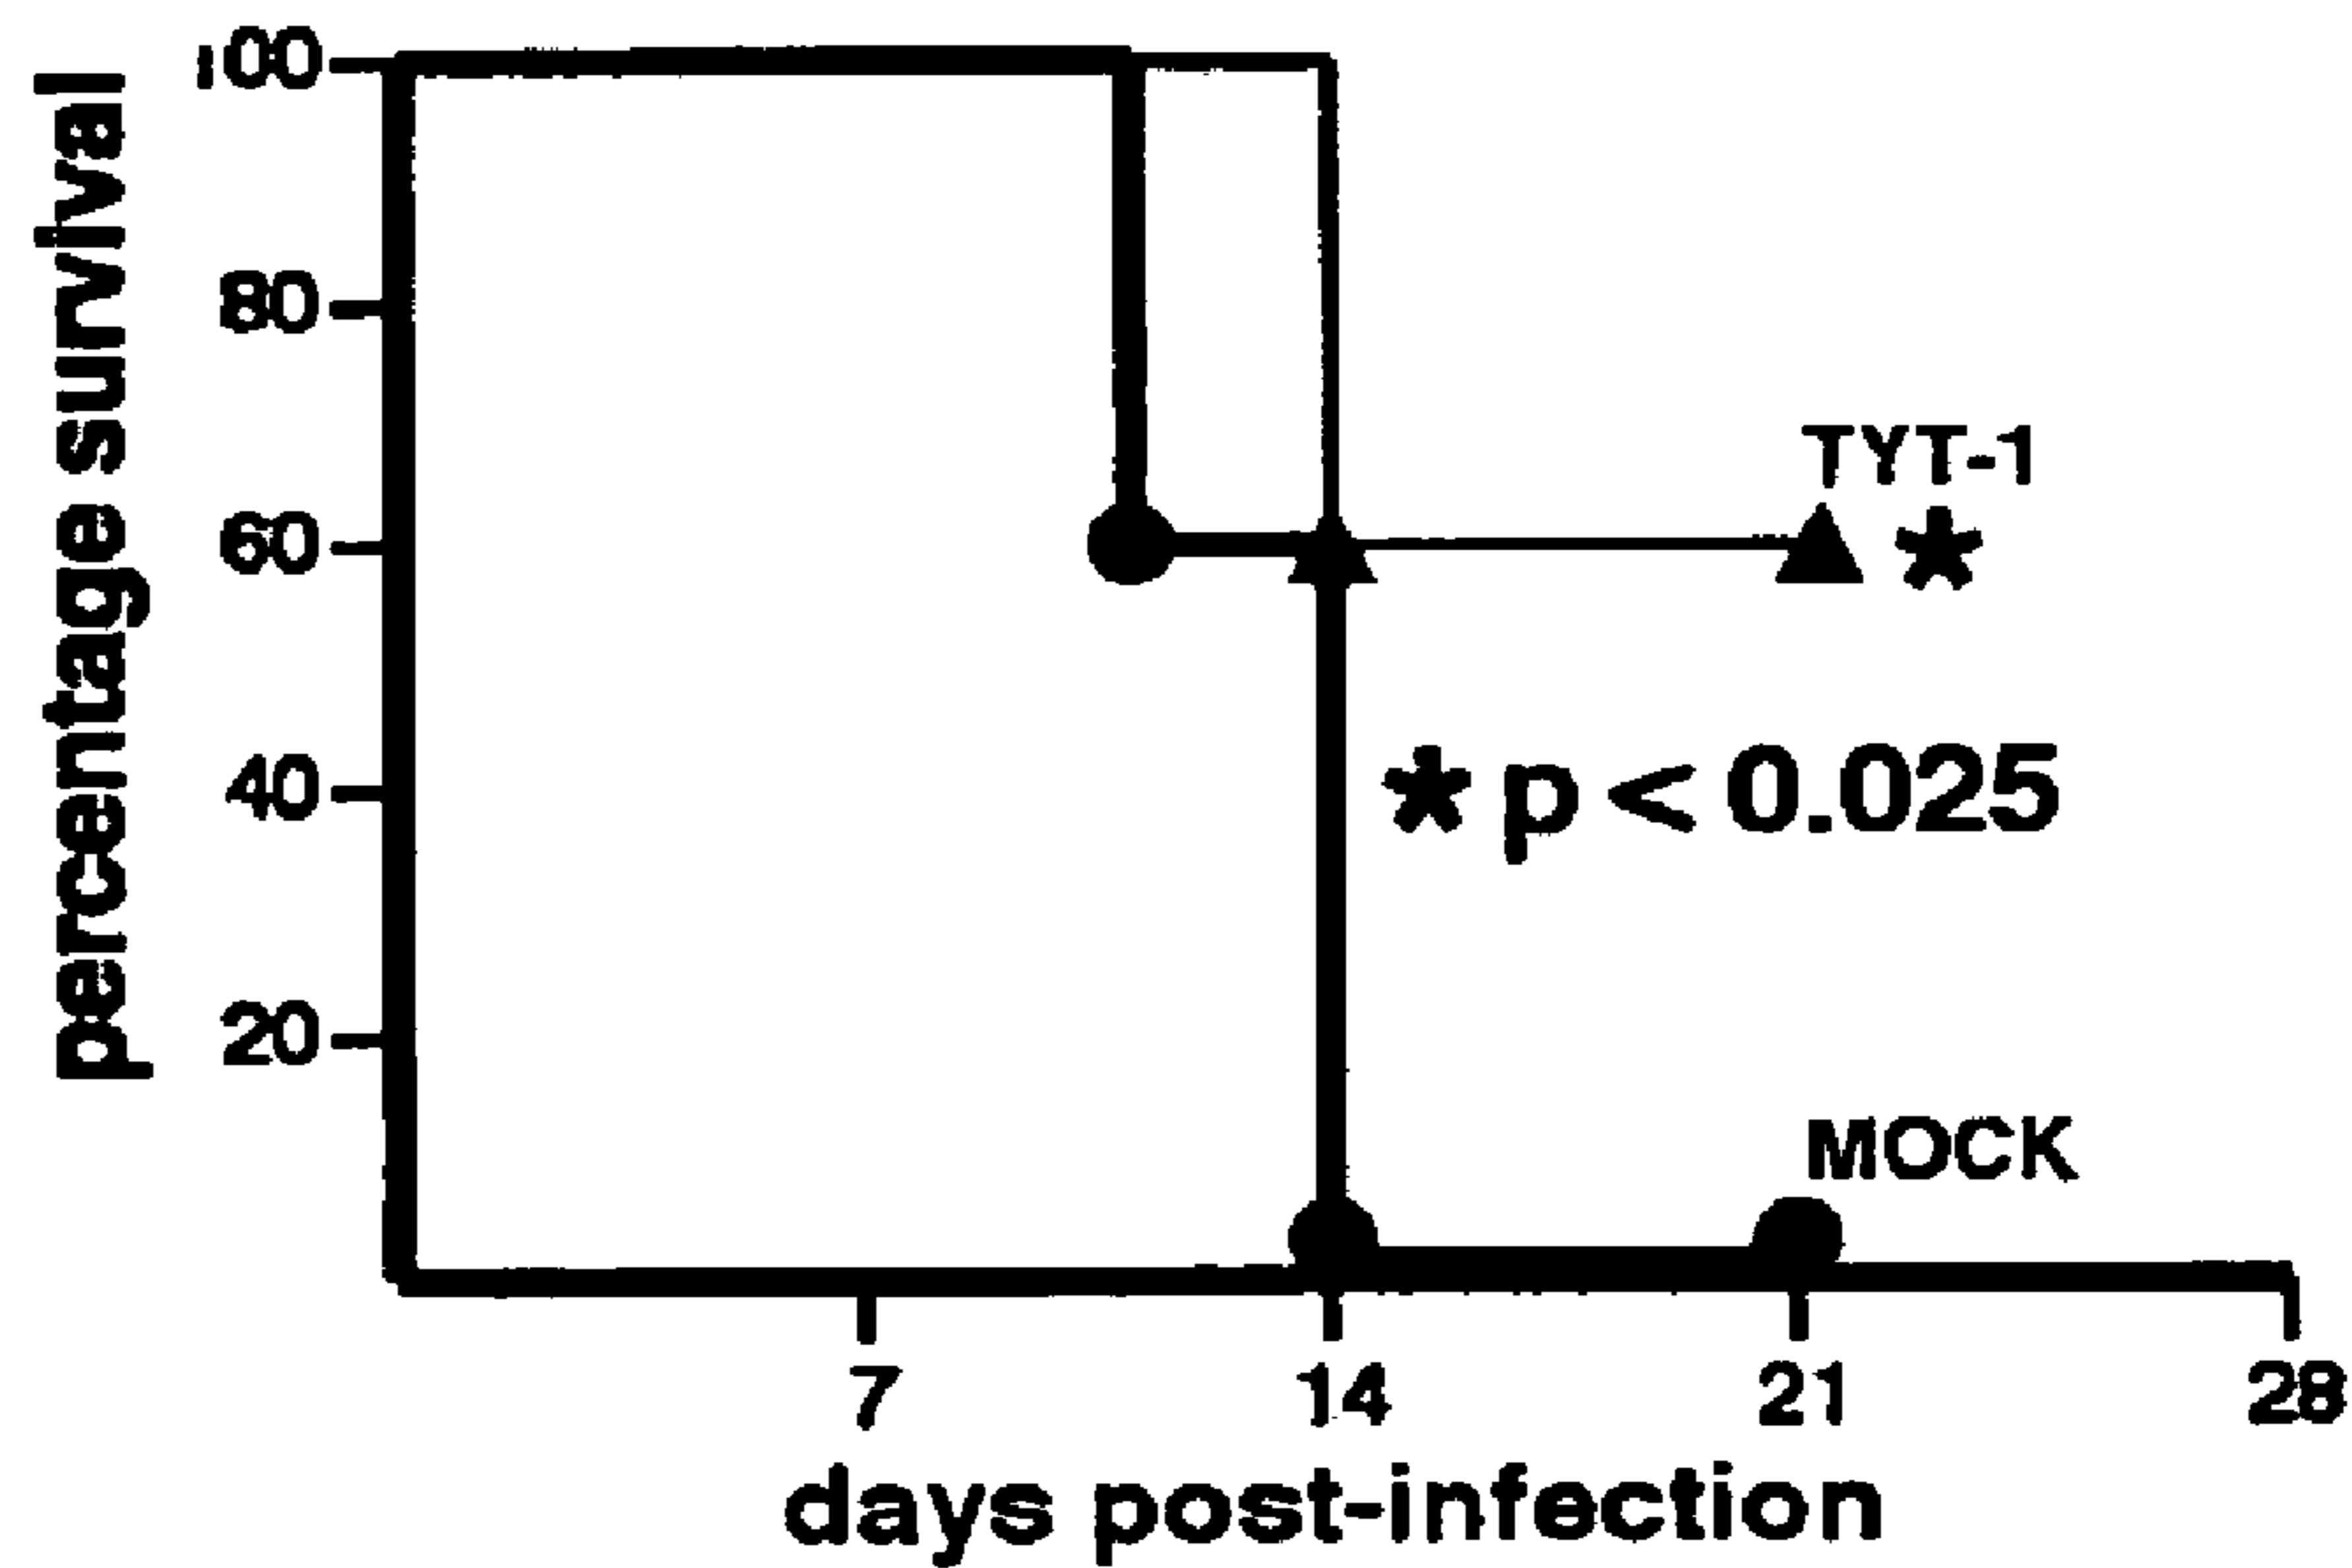 percentage survival
100
80
60
40
20
TYT-1
*
* p < 0.025
MOCK
7 14 21 28
days post-infection